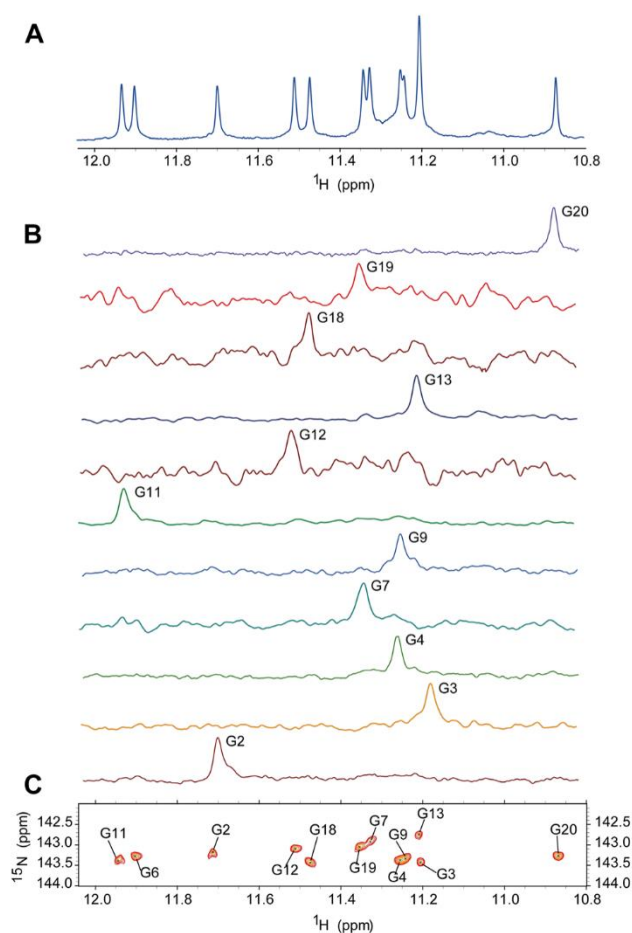 A
12.0 11.8 11.6 11.4 11.2 11.0 10.8
1H (ppm)
B
G20
G19
G18
G13
G12
G11
G9
G7
G4
G3
G2
C
15N (ppm)
142.5 142.5
143.0 143.0
143.5 143.5
144.0 144.0
G11 G2 G18 G7 G9 G13 G20
G6 G12 G19 G4 G3
12.0 11.8 11.6 11.4 11.2 11.0 10.8
1H (ppm)